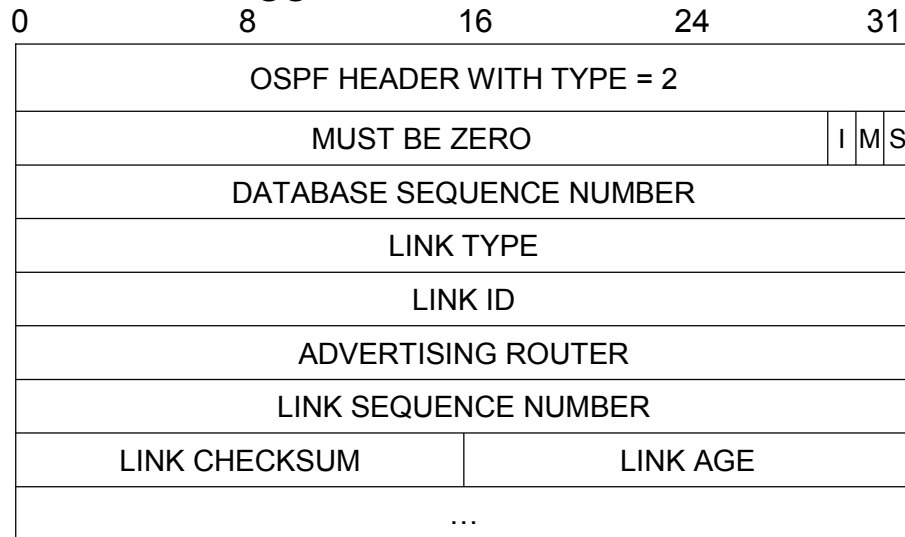 0 8 16 24 31
OSPF HEADER WITH TYPE = 2
MUST BE ZERO I M S
DATABASE SEQUENCE NUMBER
LINK TYPE
LINK ID
ADVERTISING ROUTER
LINK SEQUENCE NUMBER
LINK CHECKSUM LINK AGE
...